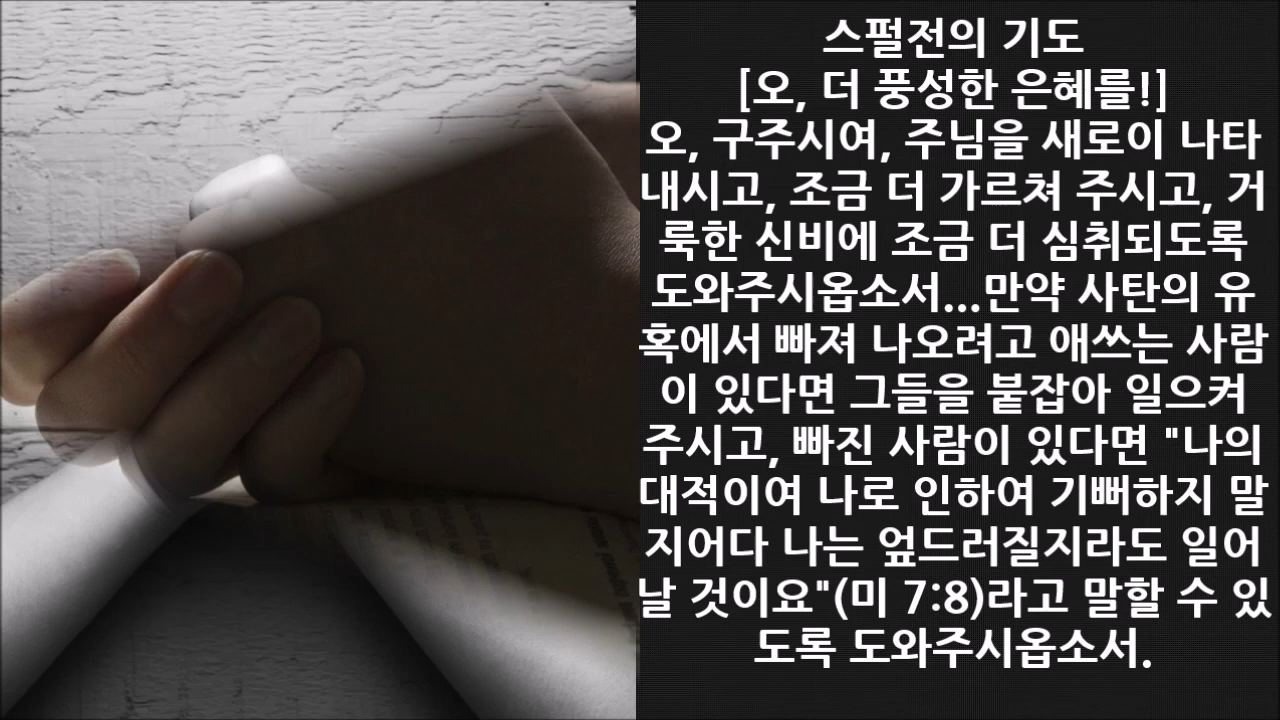 스펄전의 기도
[오, 더 풍성한 은혜를!]
오, 구주시여, 주님을 새로이 나타
내시고, 조금 더 가르쳐 주시고, 거
룩한 신비에 조금 더 심취되도록
도와주시옵소서...만약 사탄의 유
혹에서 빠져 나오려고 애쓰는 사람
이 있다면 그들을 붙잡아 일으켜
주시고, 빠진 사람이 있다면 "나의
대적이여 나로 인하여 기뻐하지 말
지어다 나는 엎드러질지라도 일어
날 것이요"(미 7:8)라고 말할 수 있
도록 도와주시옵소서.